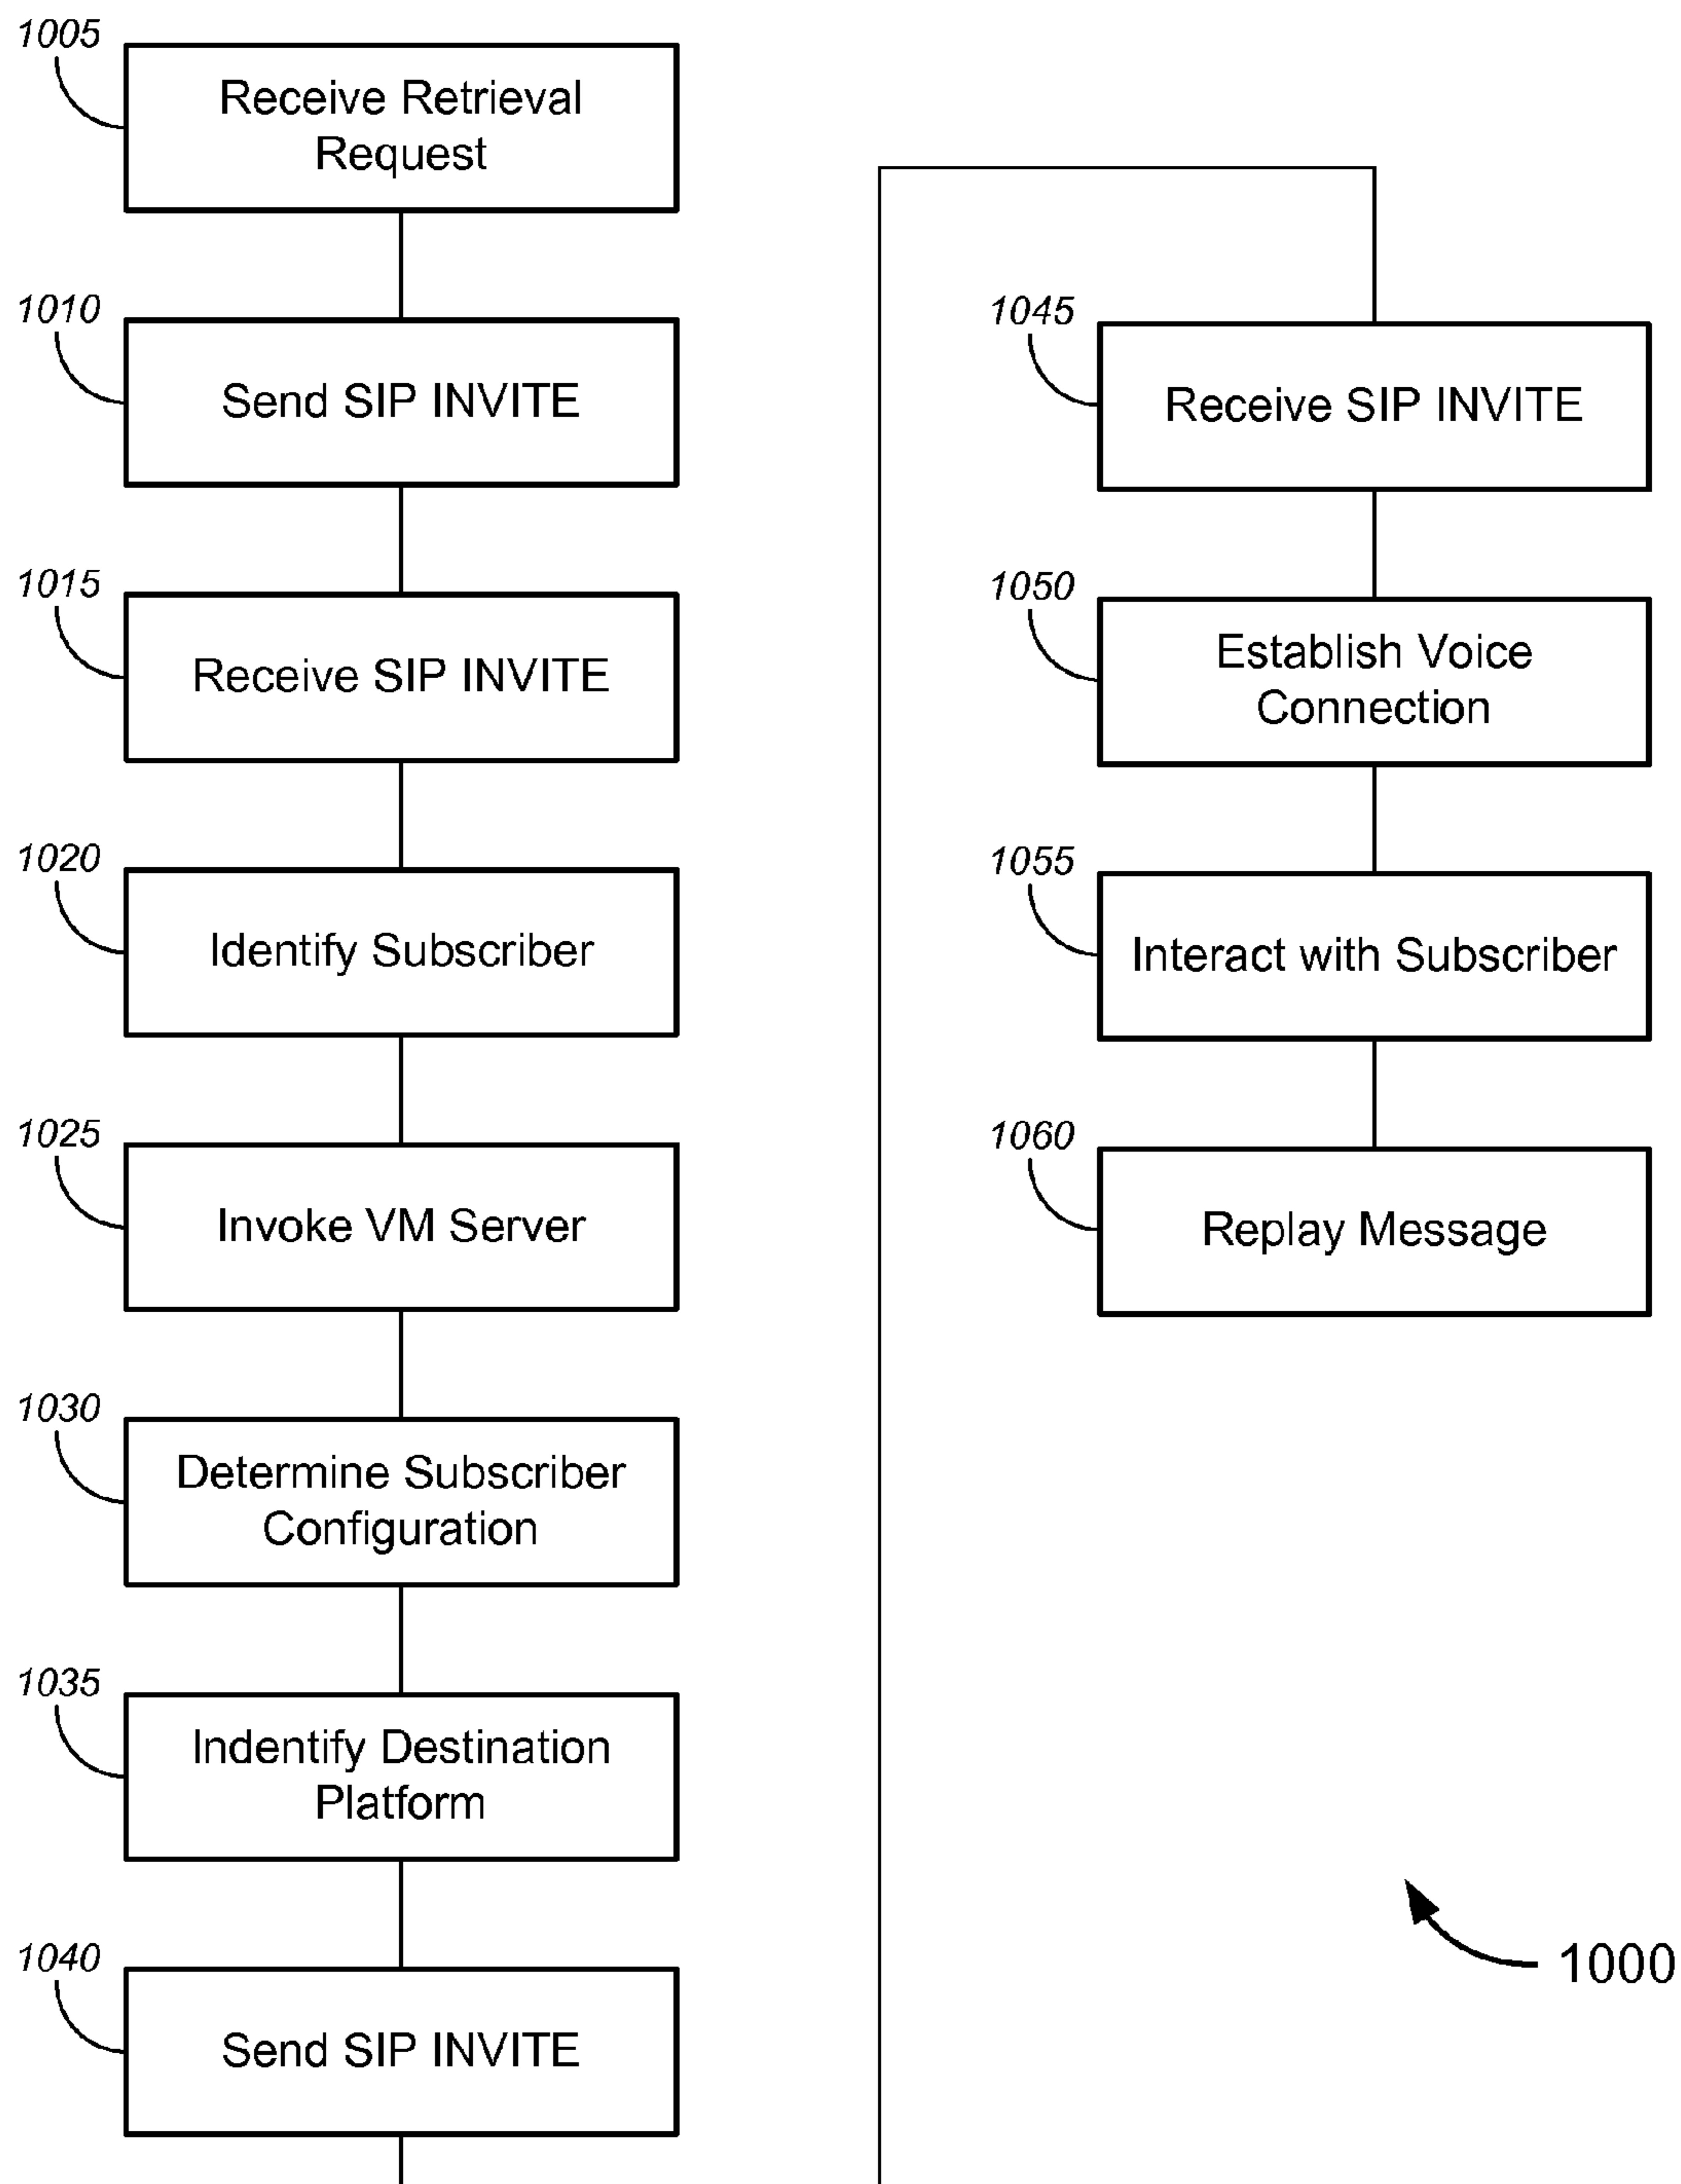 1005
Receive Retrieval
Request
1010
Send SIP INVITE
1015
Receive SIP INVITE
1020
Identify Subscriber
1025
Invoke VM Server
1030
Determine Subscriber
Configuration
1035
Indentify Destination
Platform
1040
Send SIP INVITE
1045
Receive SIP INVITE
1050
Establish Voice
Connection
1055
Interact with Subscriber
1060
Replay Message
1000